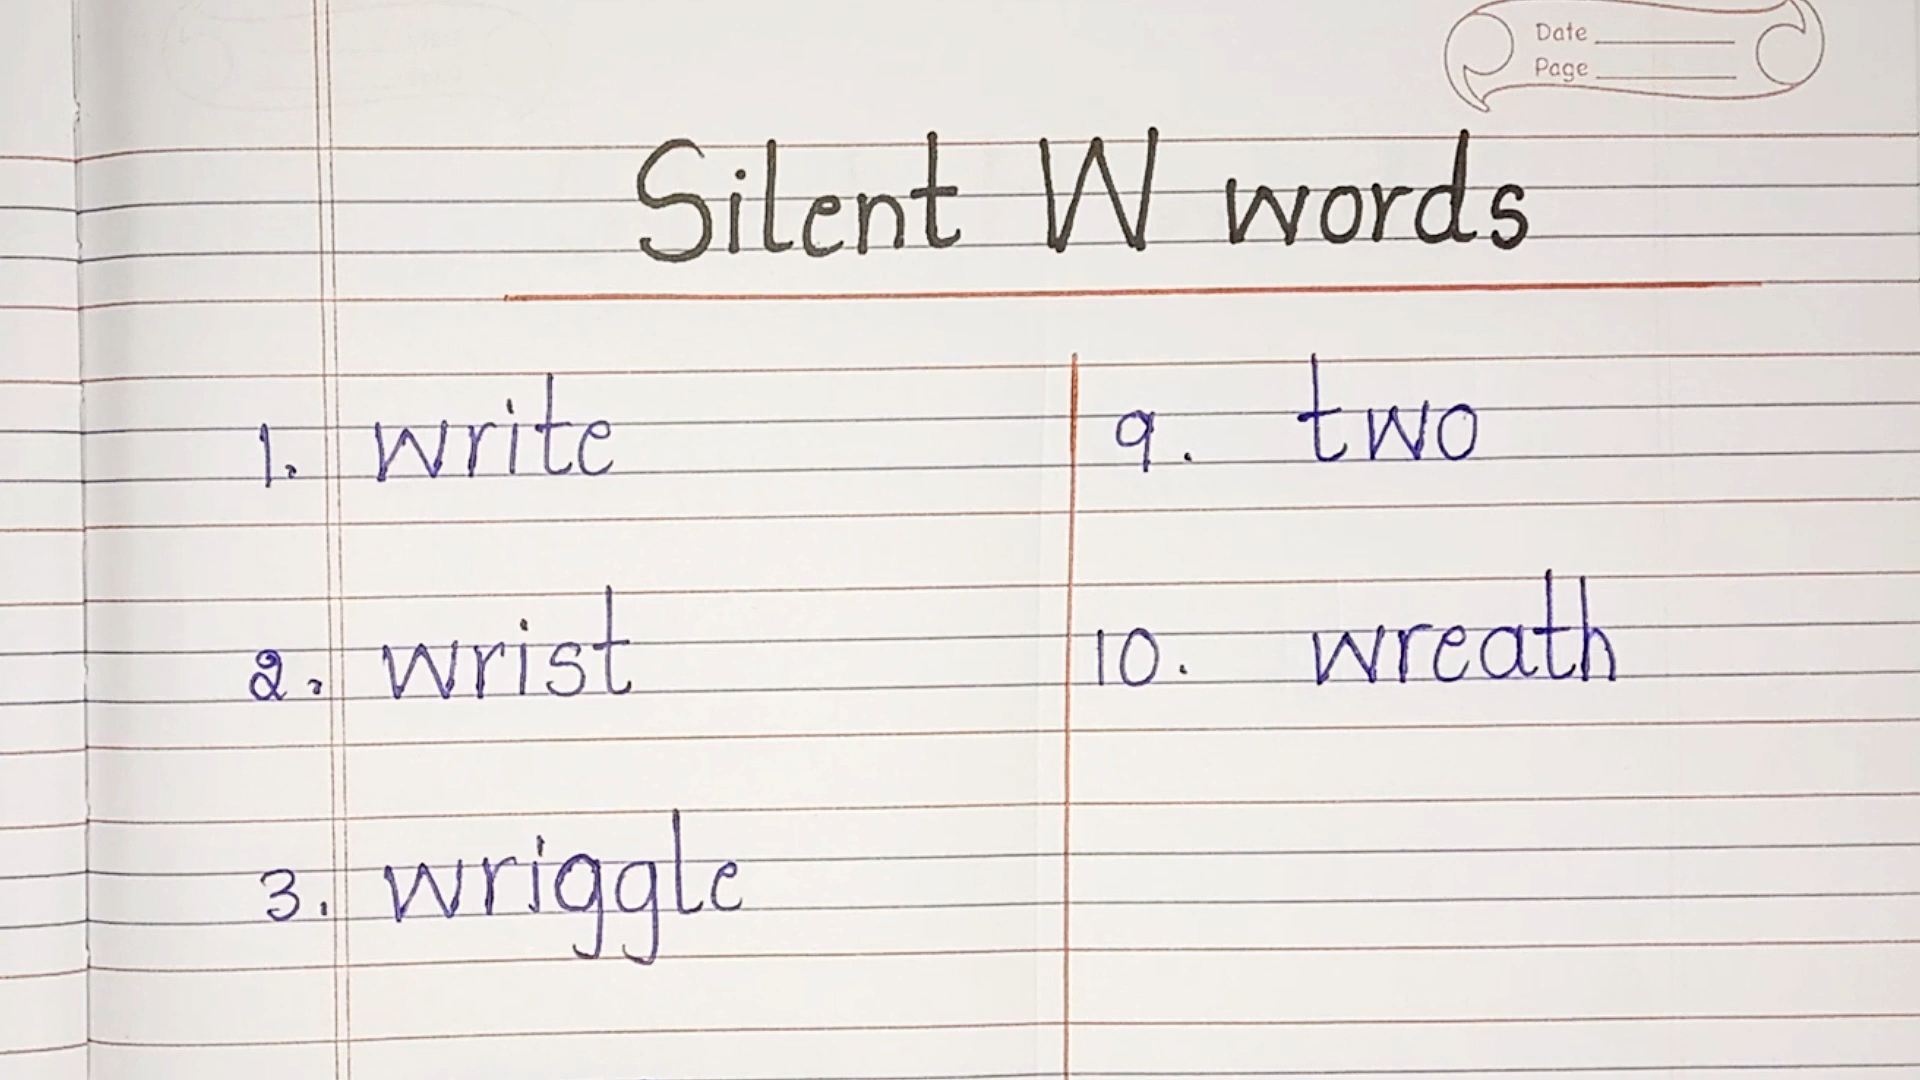 Date
Page
Silent W words
1. write
2. wrist
3. wriggle
9. two
10. wreath